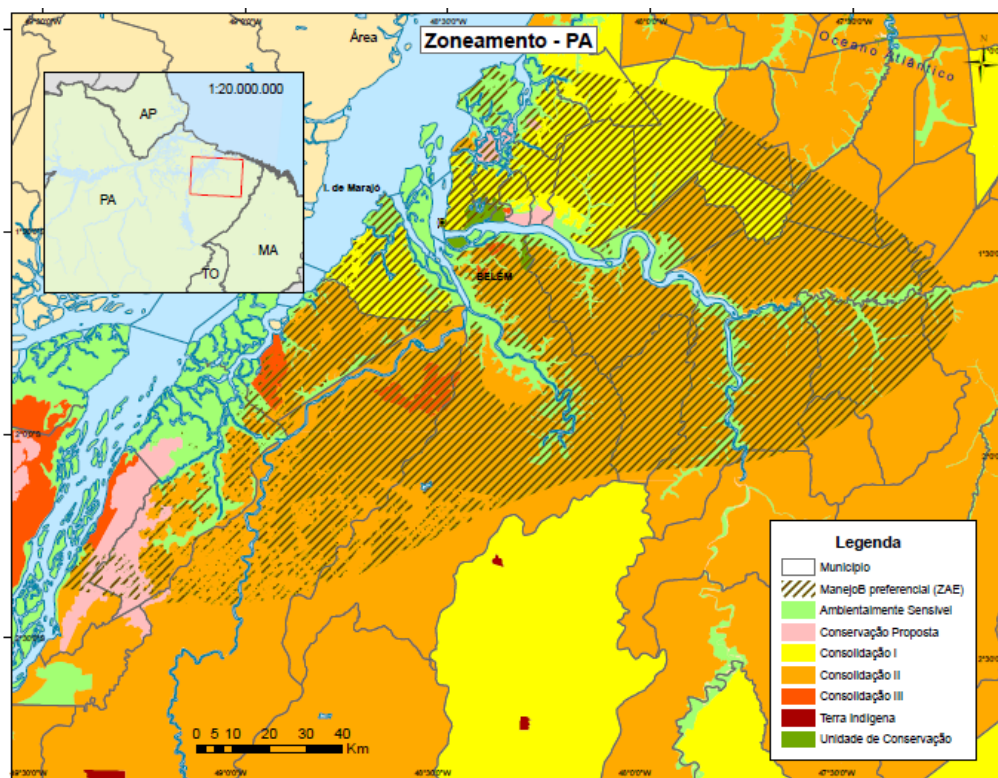 Zoneamento - PA
Área
Oceano Atlântico
N
1:20.000.000
AP
PA
MA
TO
I. de Marajó
BELÉM
Legenda
Município
ManejoB preferencial (ZAE)
Ambientalmente Sensível
Conservação Proposta
Consolidação I
Consolidação II
Consolidação III
Terra Indígena
Unidade de Conservação
0 5 10 20 30 40
Km